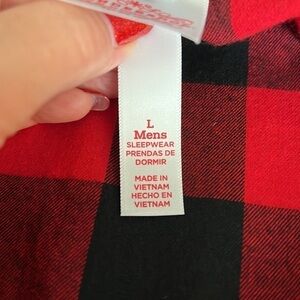 L
Mens
SLEEPWEAR
PRENDAS DE
DORMIR
MADE IN
VIETNAM
HECHO EN
VIETNAM